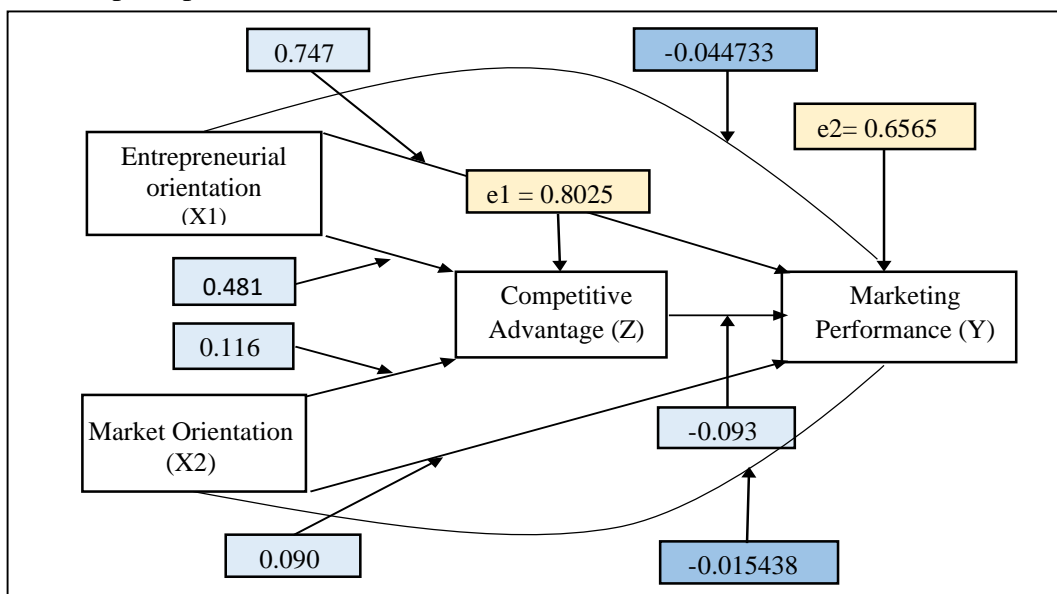 0.747
-0.044733
e2= 0.6565
Entrepreneurial
orientation
(X1)
e1 = 0.8025
0.481
Competitive
Advantage (Z)
Marketing
Performance (Y)
0.116
Market Orientation
(X2)
-0.093
0.090
-0.015438